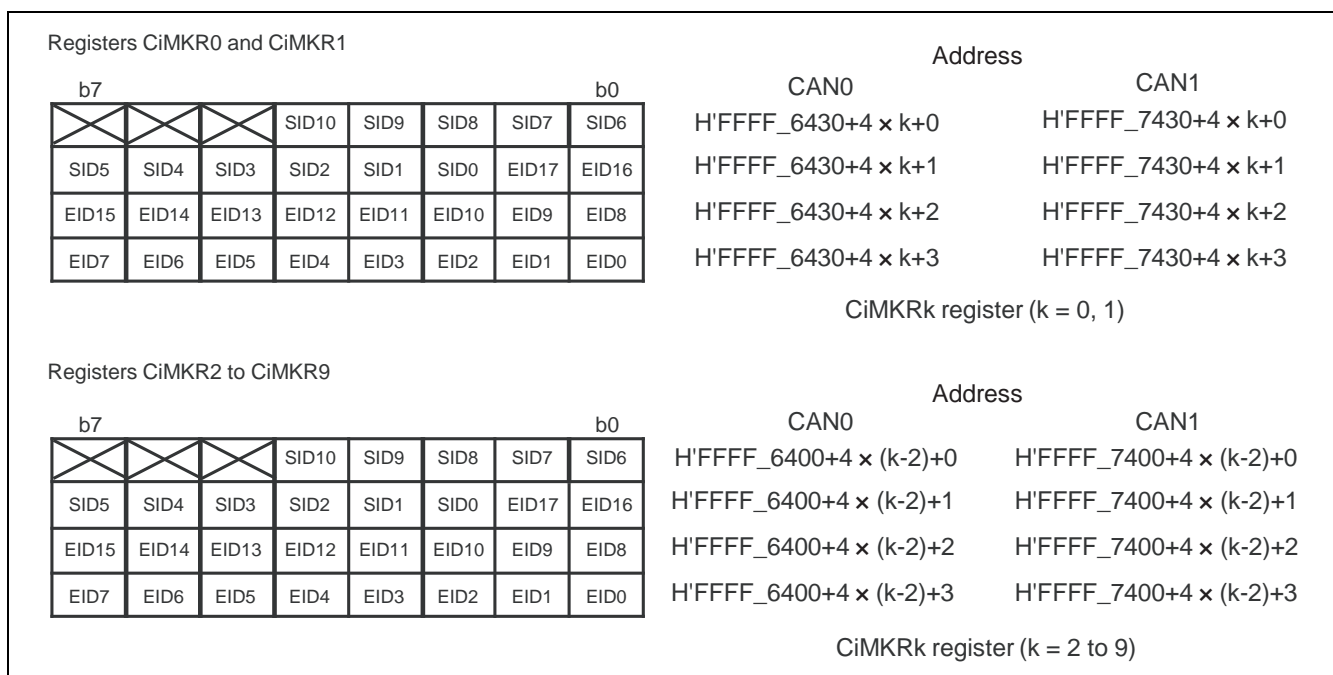 Registers CiMKR0 and CiMKR1
Address
b7 b0 CAN0 CAN1
SID10 SID9 SID8 SID7 SID6 H'FFFF_6430+4 × k+0 H'FFFF_7430+4 × k+0
SID5 SID4 SID3 SID2 SID1 SID0 EID17 EID16 H'FFFF_6430+4 × k+1 H'FFFF_7430+4 × k+1
EID15 EID14 EID13 EID12 EID11 EID10 EID9 EID8 H'FFFF_6430+4 × k+2 H'FFFF_7430+4 × k+2
EID7 EID6 EID5 EID4 EID3 EID2 EID1 EID0 H'FFFF_6430+4 × k+3 H'FFFF_7430+4 × k+3
CiMKRk register (k = 0, 1)
Registers CiMKR2 to CiMKR9
Address
b7 b0 CAN0 CAN1
SID10 SID9 SID8 SID7 SID6 H'FFFF_6400+4 × (k-2)+0 H'FFFF_7400+4 × (k-2)+0
SID5 SID4 SID3 SID2 SID1 SID0 EID17 EID16 H'FFFF_6400+4 × (k-2)+1 H'FFFF_7400+4 × (k-2)+1
EID15 EID14 EID13 EID12 EID11 EID10 EID9 EID8 H'FFFF_6400+4 × (k-2)+2 H'FFFF_7400+4 × (k-2)+2
EID7 EID6 EID5 EID4 EID3 EID2 EID1 EID0 H'FFFF_6400+4 × (k-2)+3 H'FFFF_7400+4 × (k-2)+3
CiMKRk register (k = 2 to 9)